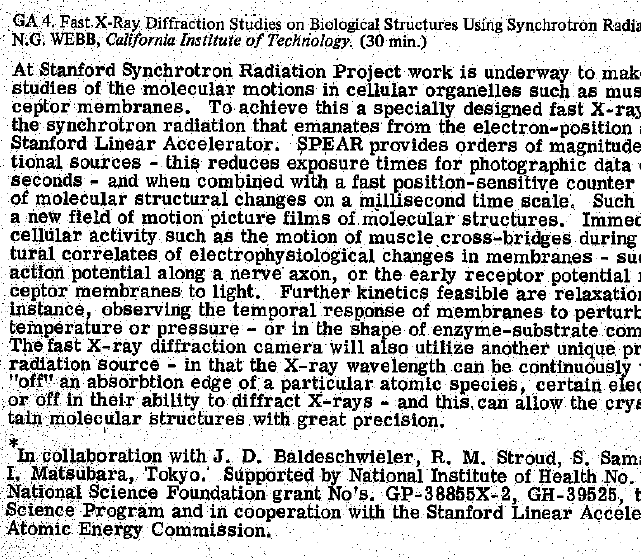 GA 4. Fast X-Ray Diffraction Studies on Biological Structures Using Synchrotron Radia
N.G. WEBB, California Institute of Technology. (30 min.)
At Stanford Synchrotron Radiation Project work is underway to mak
studies of the molecular motions in cellular organelles such as mus
ceptor membranes. To achieve this a specially designed fast X-ray
the synchrotron radiation that emanates from the electron-position
Stanford Linear Accelerator. SPEAR provides orders of magnitude
tional sources - this reduces exposure times for photographic data
seconds - and when combined with a fast position-sensitive counter
of molecular structural changes on a millisecond time scale. Such
a new field of motion picture films of molecular structures. Immed
cellular activity such as the motion of muscle cross-bridges during
tural correlates of electrophysiological changes in membranes - su
action potential along a nerve axon, or the early receptor potential
ceptor membranes to light. Further kinetics feasible are relaxation
instance, observing the temporal response of membranes to perturb
temperature or pressure - or in the shape of enzyme-substrate com
The fast X-ray diffraction camera will also utilize another unique pr
radiation source - in that the X-ray wavelength can be continuously
"off" an absorbtion edge of a particular atomic species, certain elec
or off in their ability to diffract X-rays - and this can allow the crys
tain molecular structures with great precision.
*
In collaboration with J. D. Baldeschwieler, R. M. Stroud, S. Sam
I. Matsubara, Tokyo. Supported by National Institute of Health No.
National Science Foundation grant No's. GP-38855X-2, GH-39525, t
Science Program and in cooperation with the Stanford Linear Accele
Atomic Energy Commission.